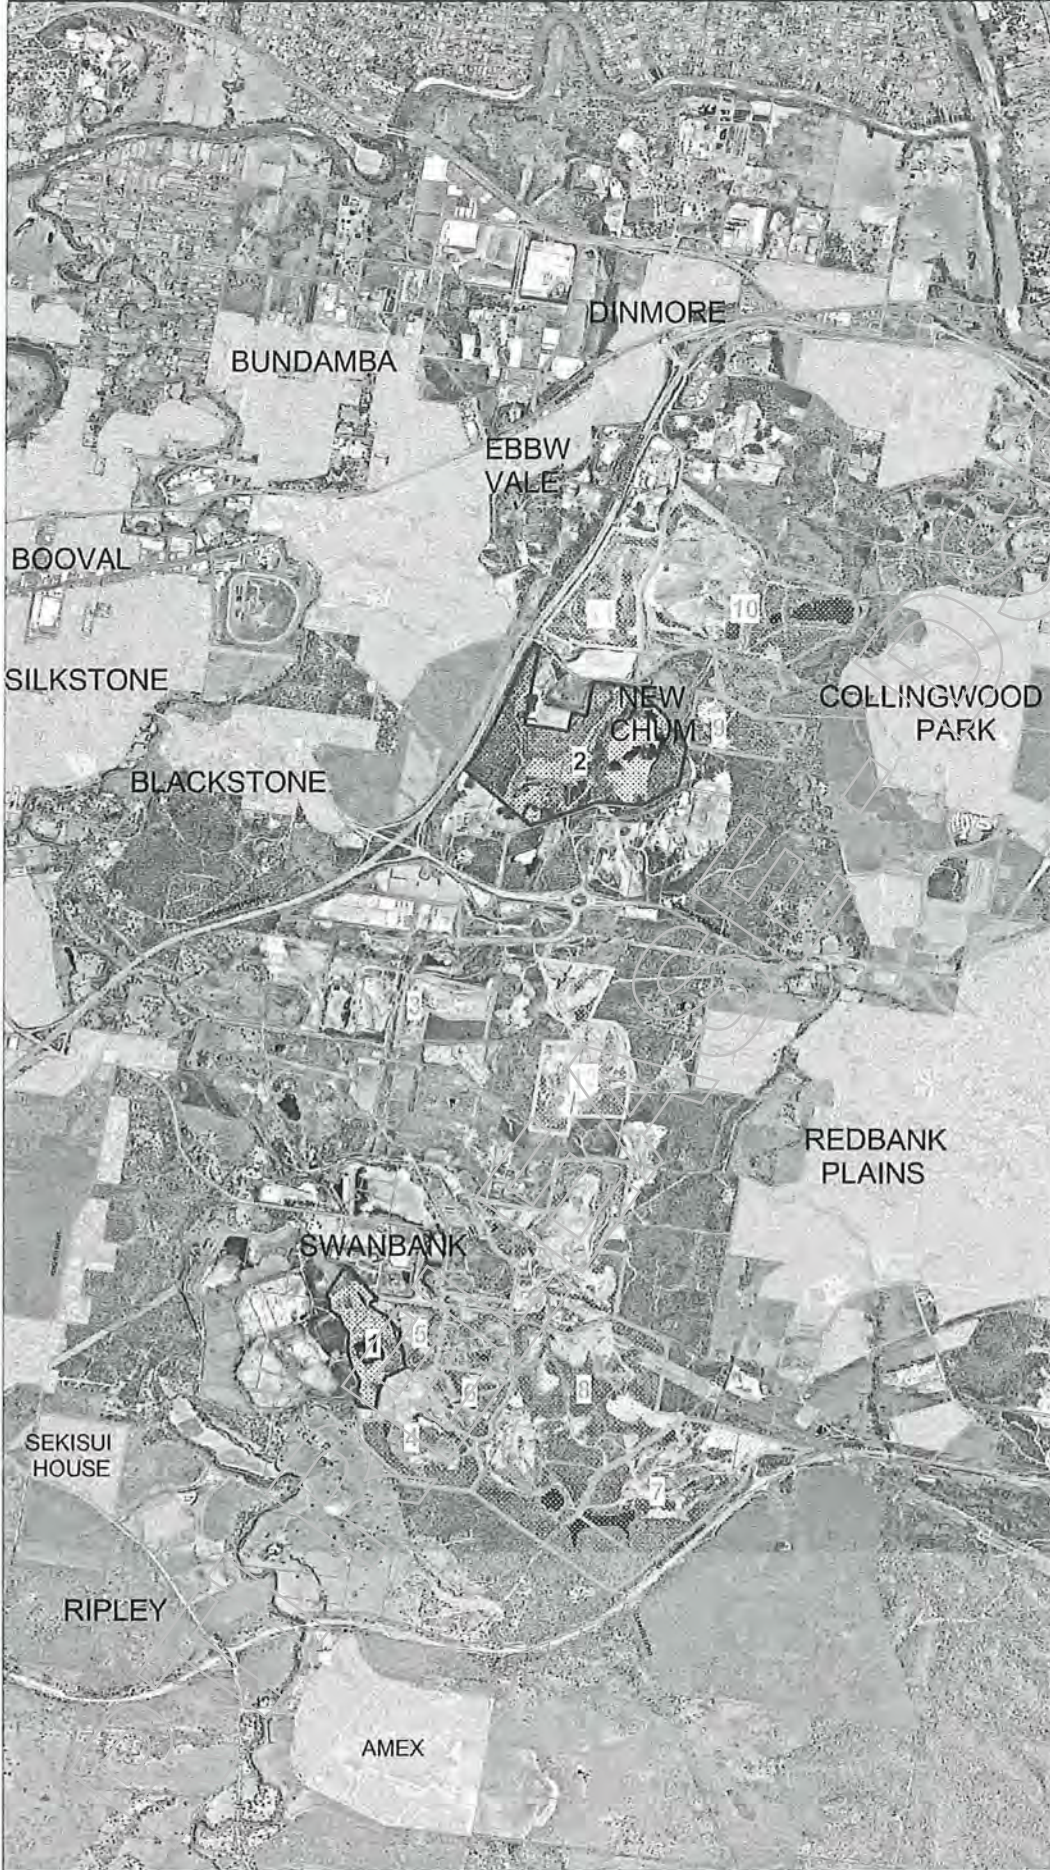 DINMORE
BUNDAMBA
EBBW
VALE
BOOVAL
10
SILKSTONE
NEW
CHUM
9
COLLINGWOOD
PARK
2
BLACKSTONE
3
REDBANK
PLAINS
SWANBANK
1
5
6
8
4
SEKISUI
HOUSE
7
RIPLEY
AMEX